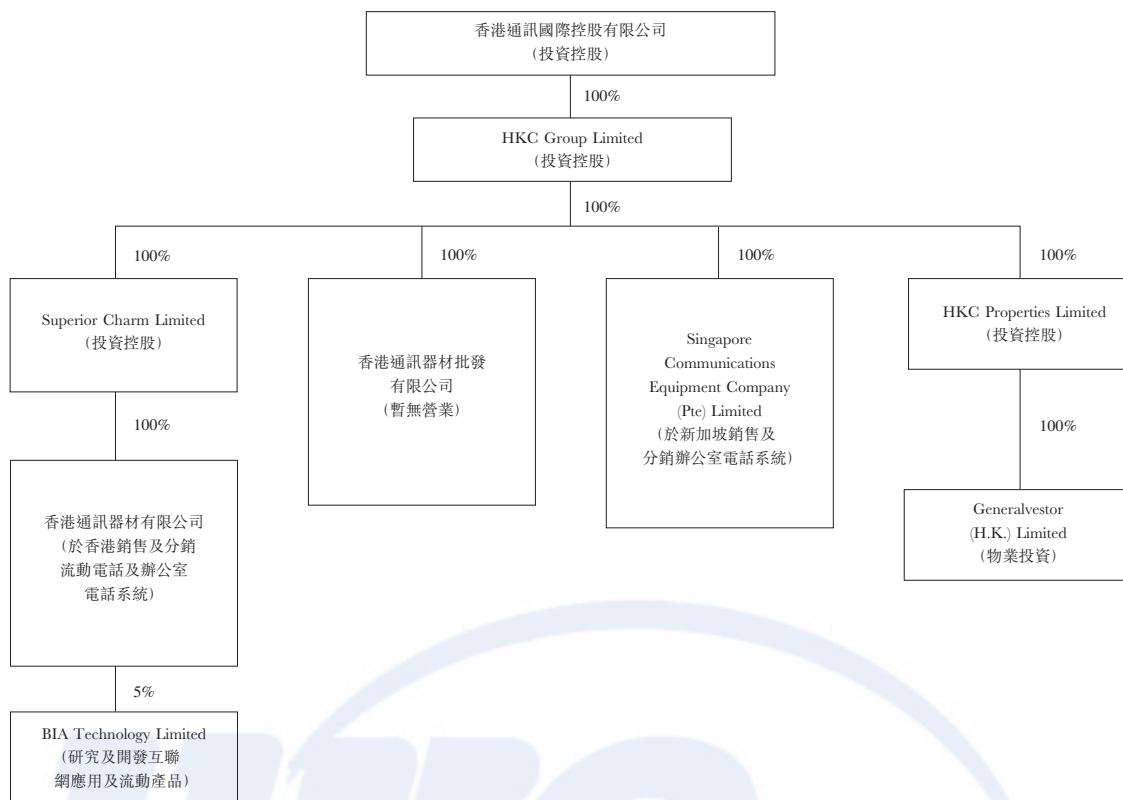 香港通訊國際控股有限公司
(投資控股)
100%
HKC Group Limited
(投資控股)
100%
100%
100%
100%
100%
Superior Charm Limited
(投資控股)
香港通訊器材批發
有限公司
(暫無營業)
Singapore
Communications
Equipment Company
(Pte) Limited
(於新加坡銷售及
分銷辦公室電話系統)
HKC Properties Limited
(投資控股)
100%
100%
香港通訊器材有限公司
(於香港銷售及分銷
流動電話及辦公室
電話系統)
Generalvestor
(H.K.) Limited
(物業投資)
5%
BIA Technology Limited
(研究及開發互聯
網應用及流動產品)